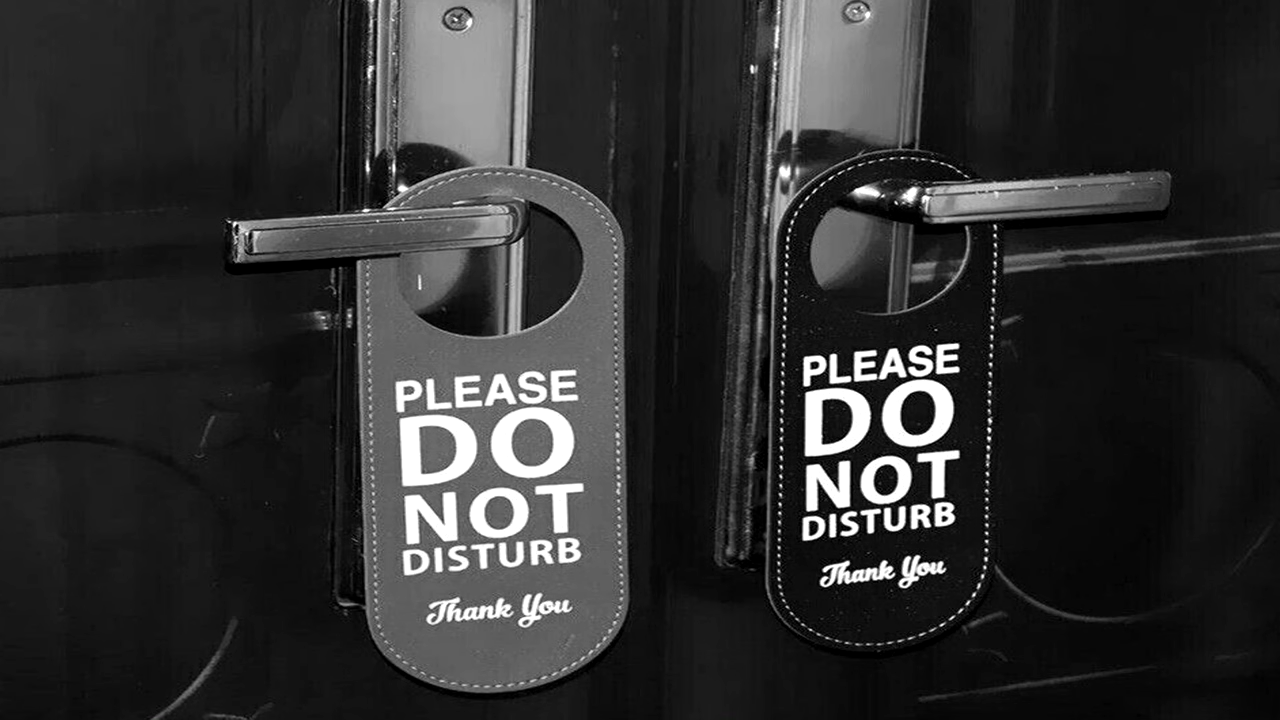 PLEASE
DO
NOT
DISTURB
Thank You
PLEASE
DO
NOT
DISTURB
Thank You